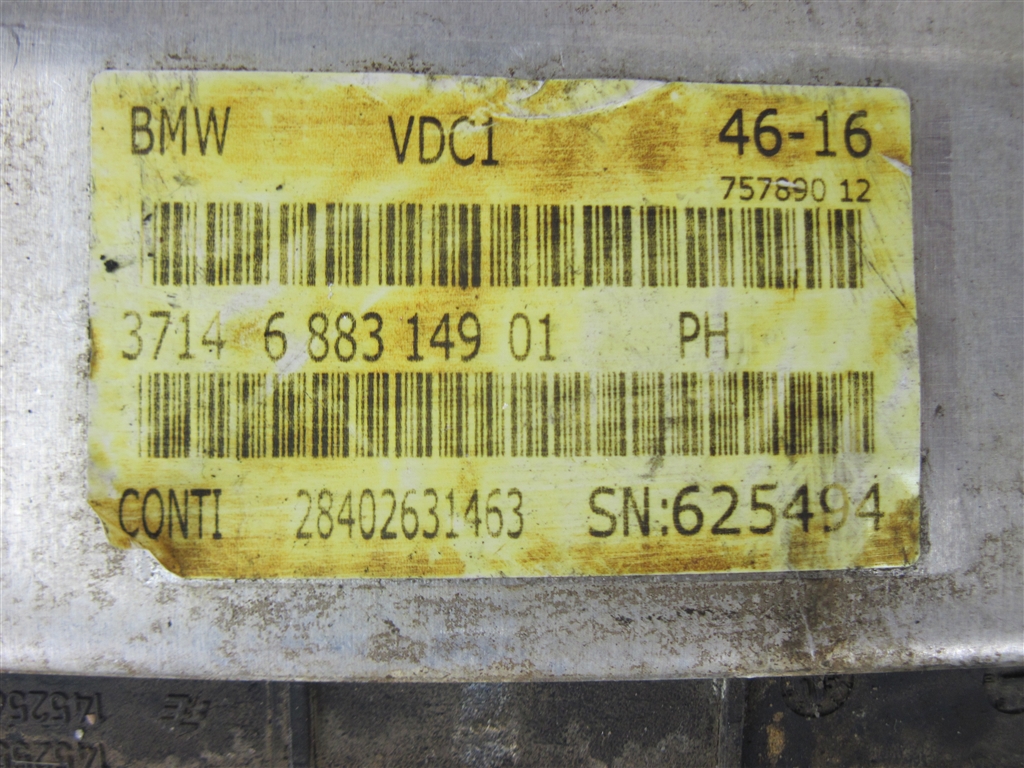 BMW VDC1 46-16
757890 12
3714 6 883 149 01 PH
CONTI 28402631463 SN:625494